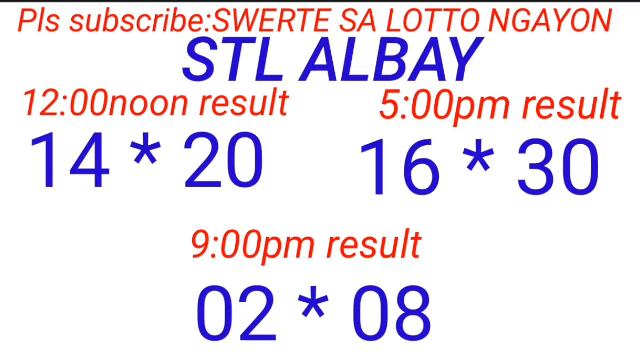 Pls subscribe:SWERTE SA LOTTO NGAYON
STL ALBAY
12:00noon result
5:00pm result
14 * 20
16 * 30
9:00pm result
02 * 08